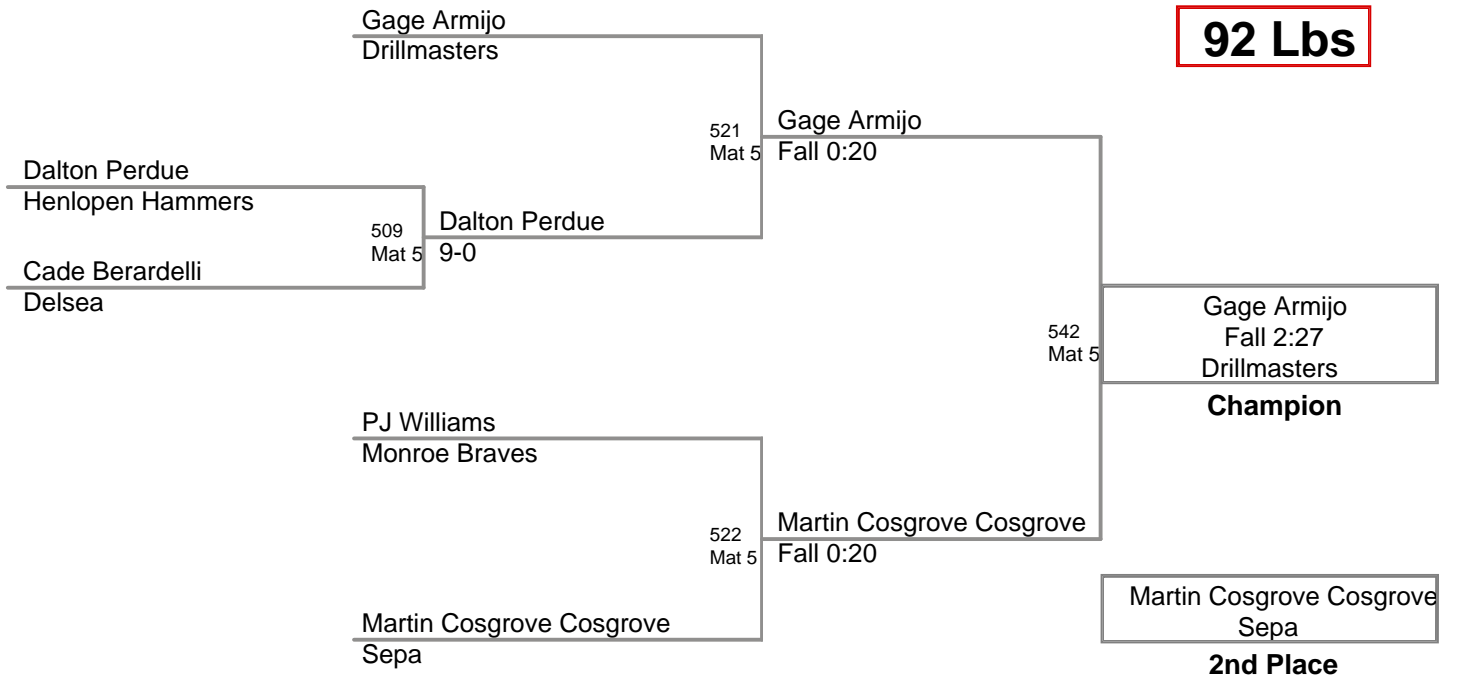 Gage Armijo
Drillmasters
92 Lbs
521
Mat 5
Gage Armijo
Fall 0:20
Dalton Perdue
Henlopen Hammers
509
Mat 5
Dalton Perdue
9-0
Cade Berardelli
Delsea
542
Mat 5
Gage Armijo
Fall 2:27
Drillmasters
Champion
PJ Williams
Monroe Braves
522
Mat 5
Martin Cosgrove Cosgrove
Fall 0:20
Martin Cosgrove Cosgrove
Sepa
Martin Cosgrove Cosgrove
Sepa
2nd Place